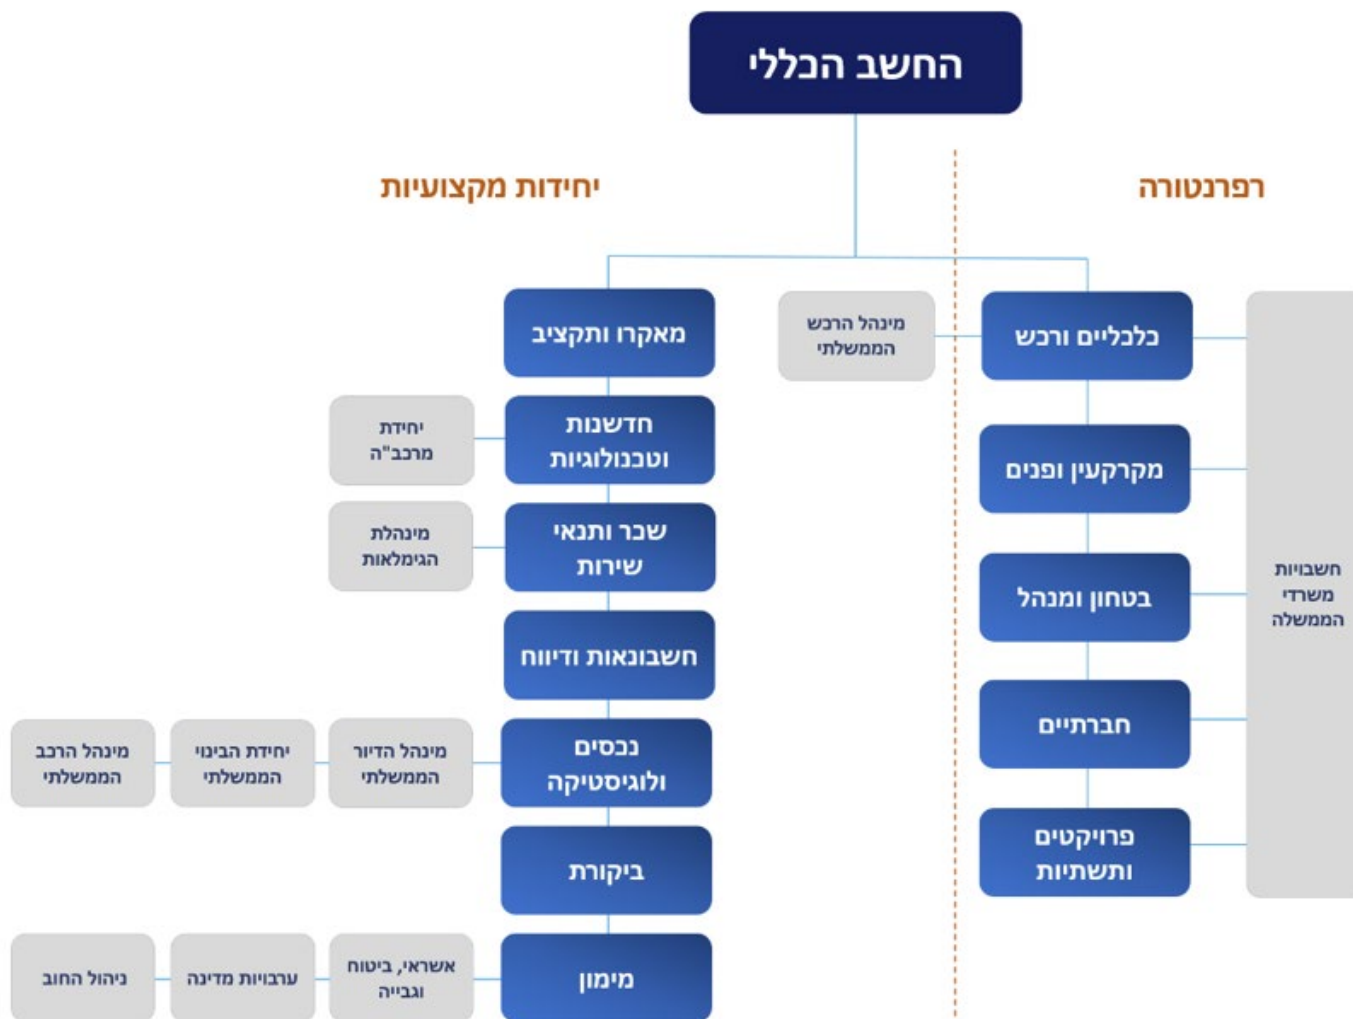 החשב הכללי
רפרנטורה
יחידות מקצועיות
כלכליים ורכש
מינהל הרכש
הממשלתי
מקרקעין ופנים
בטחון ומנהל
חברתיים
פרויקטים
ותשתיות
חשבויות
משרדי
הממשלה
מאקרו ותקציב
חדשנות
וטכנולוגיות
יחידת
מרכב"ה
שכר ותנאי
שירות
מינהלת
הגימלאות
חשבונאות ודיווח
נכסים
ולוגיסטיקה
מינהל הדיור
הממשלתי
יחידת הבינוי
הממשלתי
מינהל הרכב
הממשלתי
ביקורת
מימון
אשראי, ביטוח
וגבייה
ערבויות מדינה
ניהול החוב